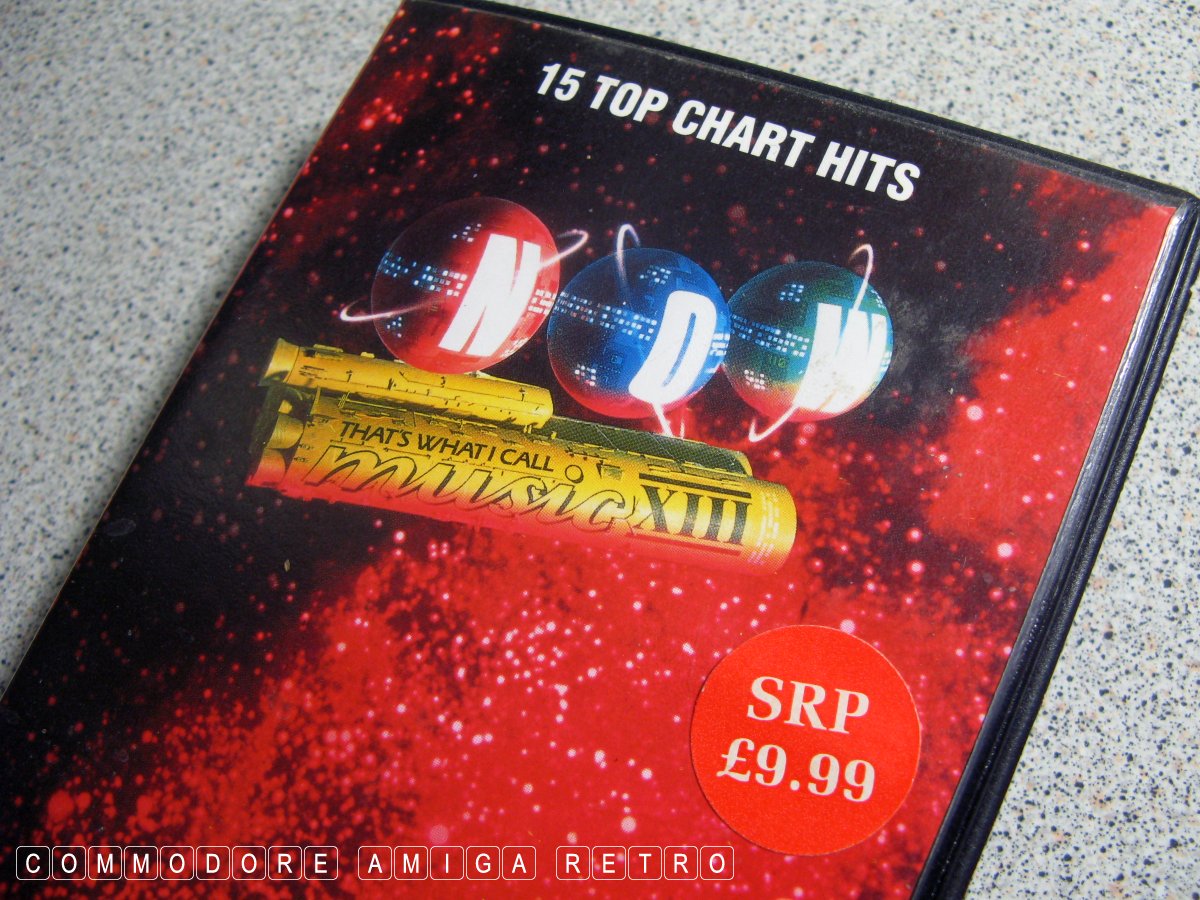 15 TOP CHART HITS
NOW
THAT'S WHAT I CALL
music XIII
SRP
£9.99
COMMODORE AMIGA RETRO